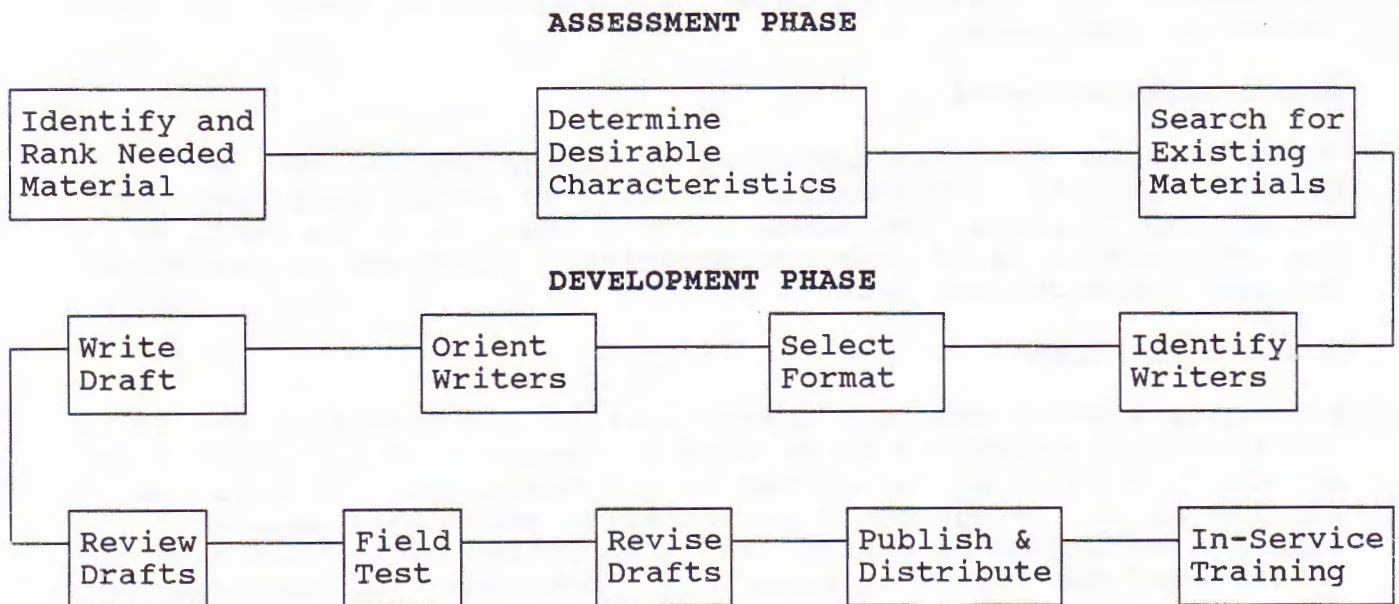 ASSESSMENT PHASE
Identify and
Rank Needed
Material
Determine
Desirable
Characteristics
Search for
Existing
Materials
DEVELOPMENT PHASE
Write
Draft
Orient
Writers
Select
Format
Identify
Writers
Review
Drafts
Field
Test
Revise
Drafts
Publish &
Distribute
In-Service
Training